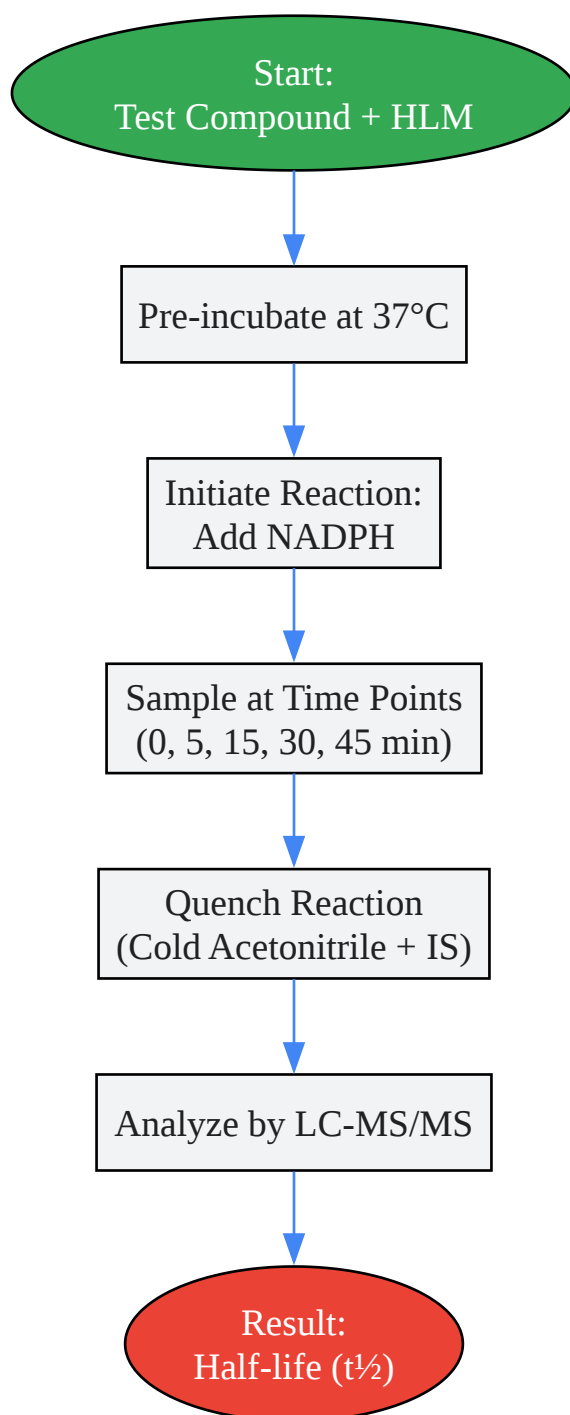 Start:
Test Compound + HLM
Pre-incubate at 37°C
Initiate Reaction:
Add NADPH
Sample at Time Points
(0, 5, 15, 30, 45 min)
Quench Reaction
(Cold Acetonitrile + IS)
Analyze by LC-MS/MS
Result:
Half-life (t½)